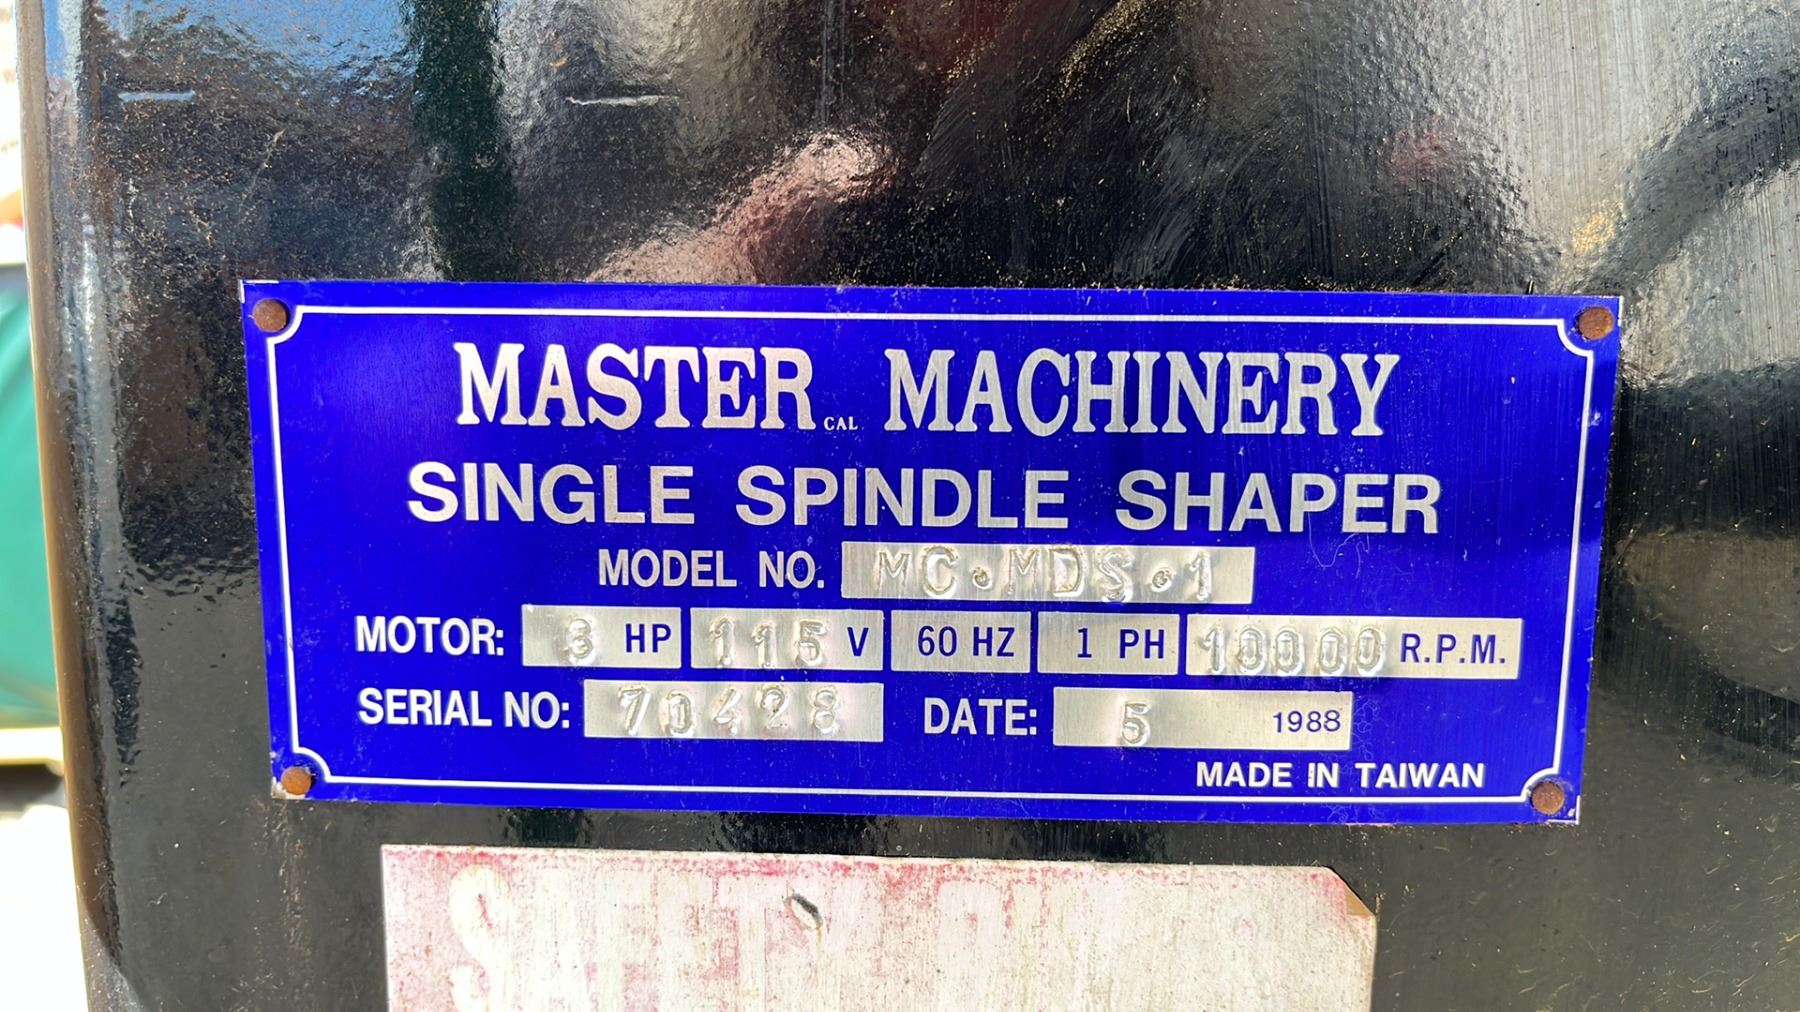 MASTER CAL MACHINERY
SINGLE SPINDLE SHAPER
MODEL NO. MC•MDS•1
MOTOR: 3 HP 115 V 60 HZ 1 PH 10000 R.P.M.
SERIAL NO: 70428 DATE: 5 1988
MADE IN TAIWAN
SAFETY